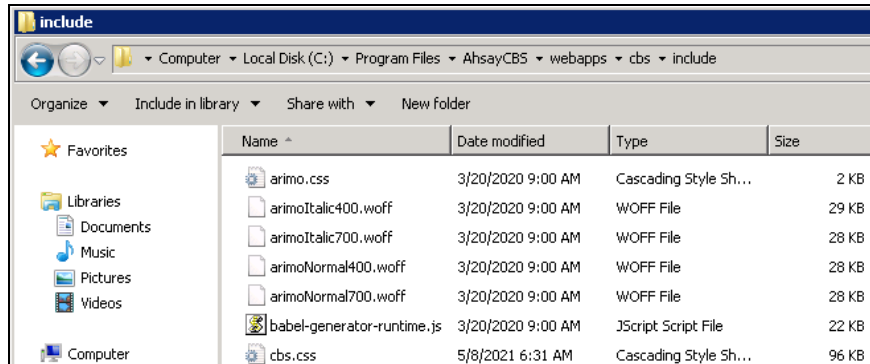 include
Computer Local Disk (C:) Program Files AhsayCBS webapps cbs include
Organize Include in library Share with New folder
Favorites
Libraries
Documents
Music
Pictures
Videos
Computer
Name Date modified Type Size
arimo.css 3/20/2020 9:00 AM Cascading Style Sh... 2 KB
arimoItalic400.woff 3/20/2020 9:00 AM WOFF File 29 KB
arimoItalic700.woff 3/20/2020 9:00 AM WOFF File 28 KB
arimoNormal400.woff 3/20/2020 9:00 AM WOFF File 28 KB
arimoNormal700.woff 3/20/2020 9:00 AM WOFF File 28 KB
babel-generator-runtime.js 3/20/2020 9:00 AM JScript Script File 22 KB
cbs.css 5/8/2021 6:31 AM Cascading Style Sh... 96 KB